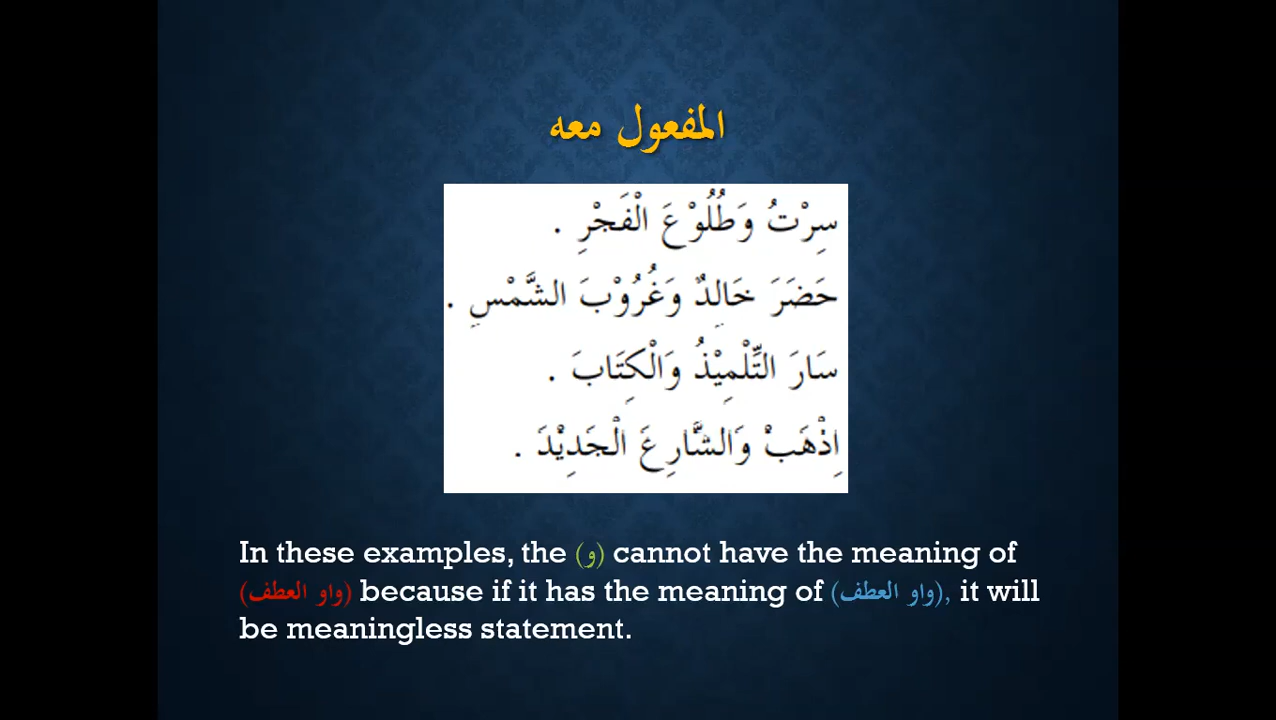 المفعول معه
سِرْتُ وَطُلُوْعَ الْفَجْرِ .
حَضَرَ خَالِدٌ وَغُرُوْبَ الشَّمْسِ .
سَارَ التِّلْمِيْذُ وَالْكِتَابَ .
اِذْهَبْ وَالشَّارِعَ الْجَدِيْدَ .
In these examples, the (و) cannot have the meaning of
(واو العطف) because if it has the meaning of (واو العطف), it will
be meaningless statement.